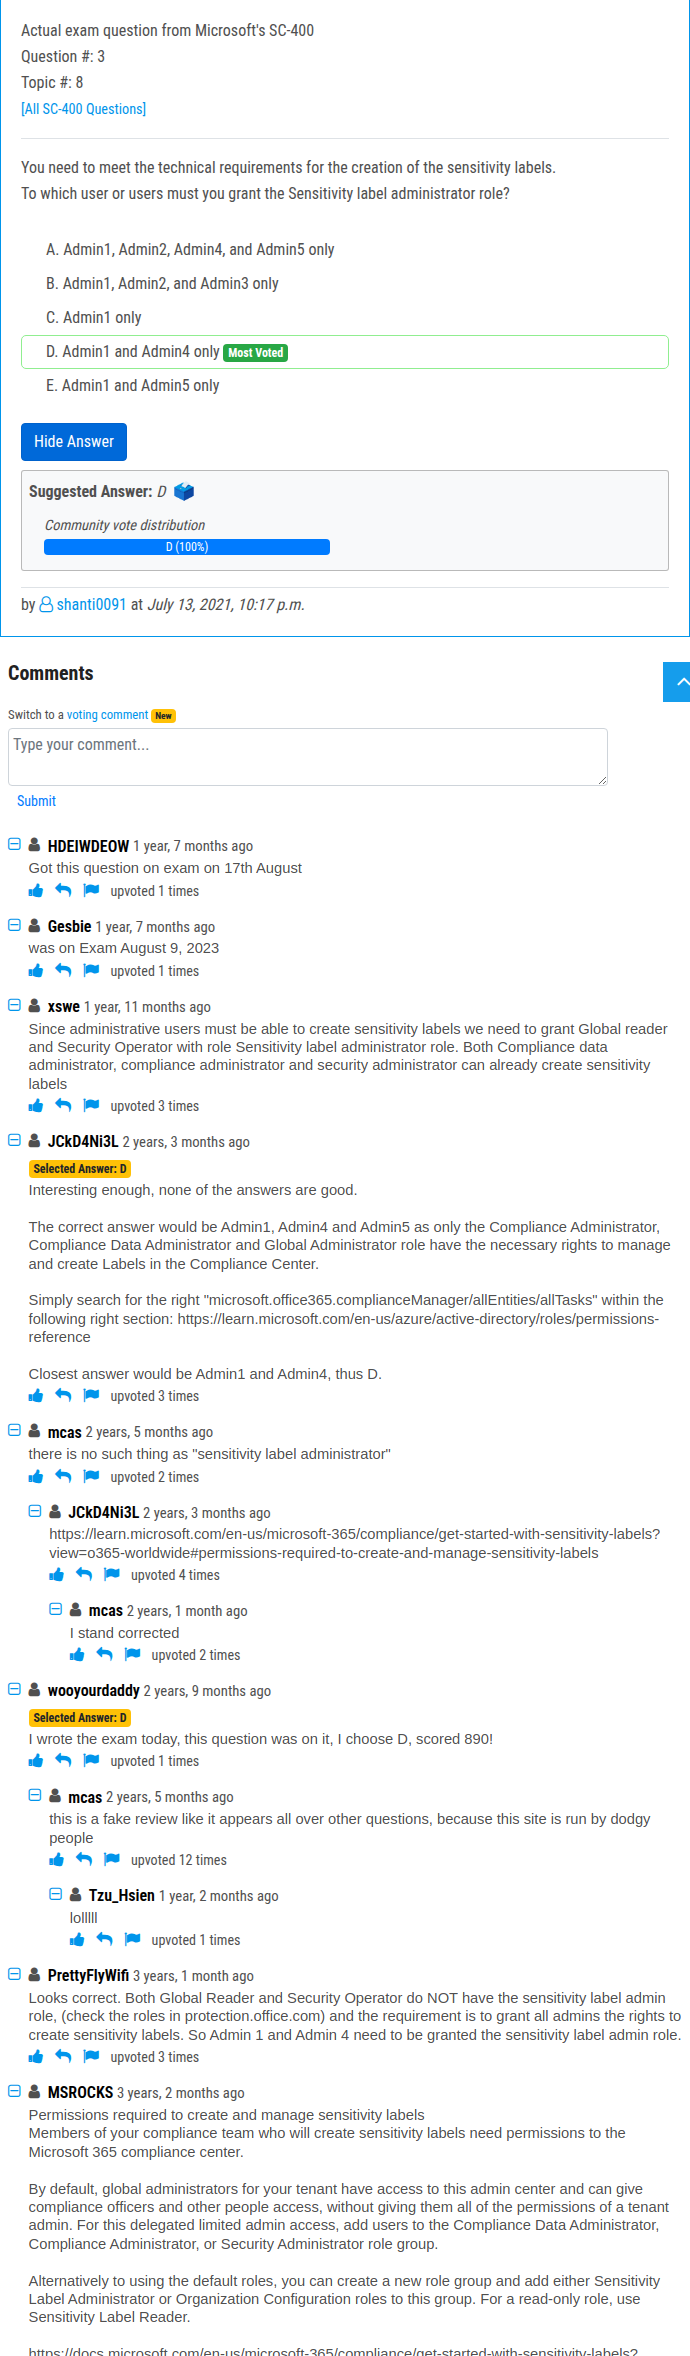 Actual exam question from Microsoft's SC-400
Question #: 3
Topic #: 8
[All SC-400 Questions]
You need to meet the technical requirements for the creation of the sensitivity labels.
To which user or users must you grant the Sensitivity label administrator role?
A. Admin1, Admin2, Admin4, and Admin5 only
B. Admin1, Admin2, and Admin3 only
C. Admin1 only
D. Admin1 and Admin4 only Most Voted
E. Admin1 and Admin5 only
Hide Answer
Suggested Answer: D
Community vote distribution
D (100%)
by shanti0091 at July 13, 2021, 10:17 p.m.
Comments
Switch to a voting comment New
Type your comment...
Submit
HDEIWDEOW 1 year, 7 months ago
Got this question on exam on 17th August
upvoted 1 times
Gesbie 1 year, 7 months ago
was on Exam August 9, 2023
upvoted 1 times
xswe 1 year, 11 months ago
Since administrative users must be able to create sensitivity labels we need to grant Global reader
and Security Operator with role Sensitivity label administrator role. Both Compliance data
administrator, compliance administrator and security administrator can already create sensitivity
labels
upvoted 3 times
JCkD4Ni3L 2 years, 3 months ago
Selected Answer: D
Interesting enough, none of the answers are good.
The correct answer would be Admin1, Admin4 and Admin5 as only the Compliance Administrator,
Compliance Data Administrator and Global Administrator role have the necessary rights to manage
and create Labels in the Compliance Center.
Simply search for the right "microsoft.office365.complianceManager/allEntities/allTasks" within the
following right section: https://learn.microsoft.com/en-us/azure/active-directory/roles/permissions-
reference
Closest answer would be Admin1 and Admin4, thus D.
upvoted 3 times
mcas 2 years, 5 months ago
there is no such thing as "sensitivity label administrator"
upvoted 2 times
JCkD4Ni3L 2 years, 3 months ago
https://learn.microsoft.com/en-us/microsoft-365/compliance/get-started-with-sensitivity-labels?
view=o365-worldwide#permissions-required-to-create-and-manage-sensitivity-labels
upvoted 4 times
mcas 2 years, 1 month ago
I stand corrected
upvoted 2 times
wooyourdaddy 2 years, 9 months ago
Selected Answer: D
I wrote the exam today, this question was on it, I choose D, scored 890!
upvoted 1 times
mcas 2 years, 5 months ago
this is a fake review like it appears all over other questions, because this site is run by dodgy
people
upvoted 12 times
Tzu_Hsien 1 year, 2 months ago
lolllll
upvoted 1 times
PrettyFlyWifi 3 years, 1 month ago
Looks correct. Both Global Reader and Security Operator do NOT have the sensitivity label admin
role, (check the roles in protection.office.com) and the requirement is to grant all admins the rights to
create sensitivity labels. So Admin 1 and Admin 4 need to be granted the sensitivity label admin role.
upvoted 3 times
MSROCKS 3 years, 2 months ago
Permissions required to create and manage sensitivity labels
Members of your compliance team who will create sensitivity labels need permissions to the
Microsoft 365 compliance center.
By default, global administrators for your tenant have access to this admin center and can give
compliance officers and other people access, without giving them all of the permissions of a tenant
admin. For this delegated limited admin access, add users to the Compliance Data Administrator,
Compliance Administrator, or Security Administrator role group.
Alternatively to using the default roles, you can create a new role group and add either Sensitivity
Label Administrator or Organization Configuration roles to this group. For a read-only role, use
Sensitivity Label Reader.
https://docs.microsoft.com/en-us/microsoft-365/compliance/get-started-with-sensitivity-labels?